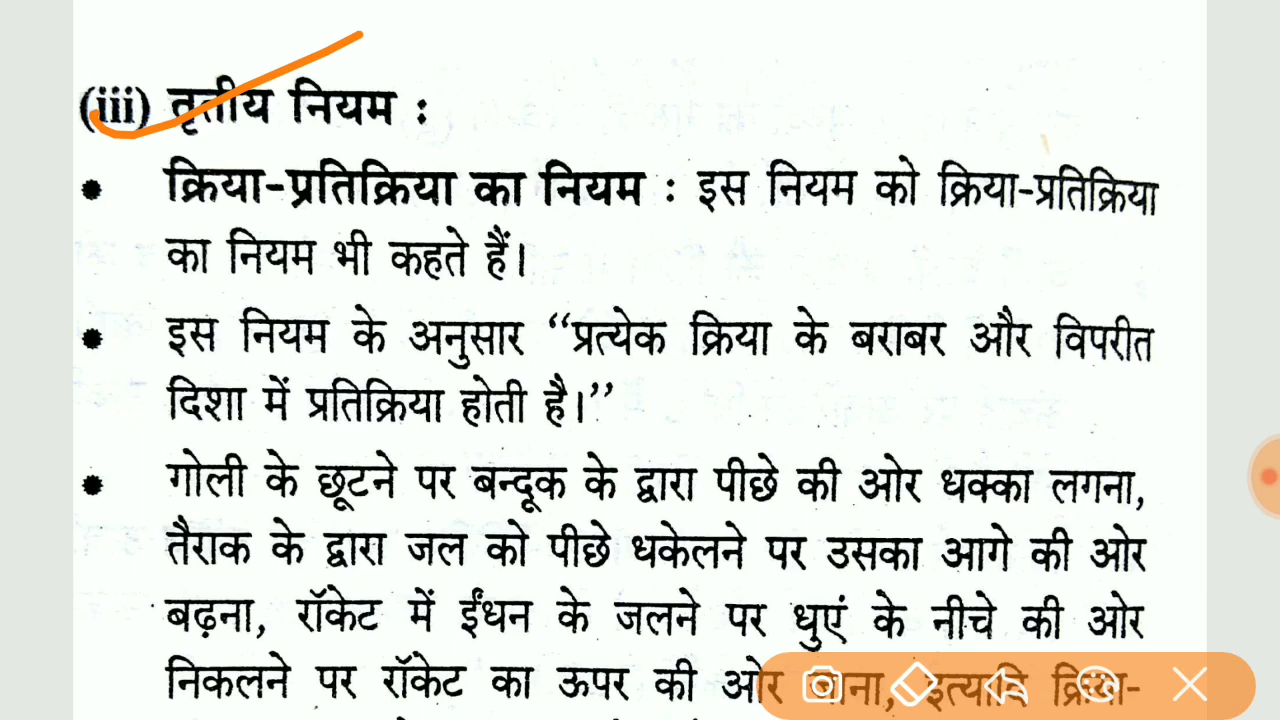 (iii) तृतीय नियम :
क्रिया-प्रतिक्रिया का नियम : इस नियम को क्रिया-प्रतिक्रिया
का नियम भी कहते हैं।
इस नियम के अनुसार ‘‘प्रत्येक क्रिया के बराबर और विपरीत
दिशा में प्रतिक्रिया होती है।’’
गोली के छूटने पर बन्दूक के द्वारा पीछे की ओर धक्का लगना,
तैराक के द्वारा जल को पीछे धकेलने पर उसका आगे की ओर
बढ़ना, रॉकेट में ईंधन के जलने पर धुएं के नीचे की ओर
निकलने पर रॉकेट का ऊपर की ओर जाना, इत्यादि क्रिया-